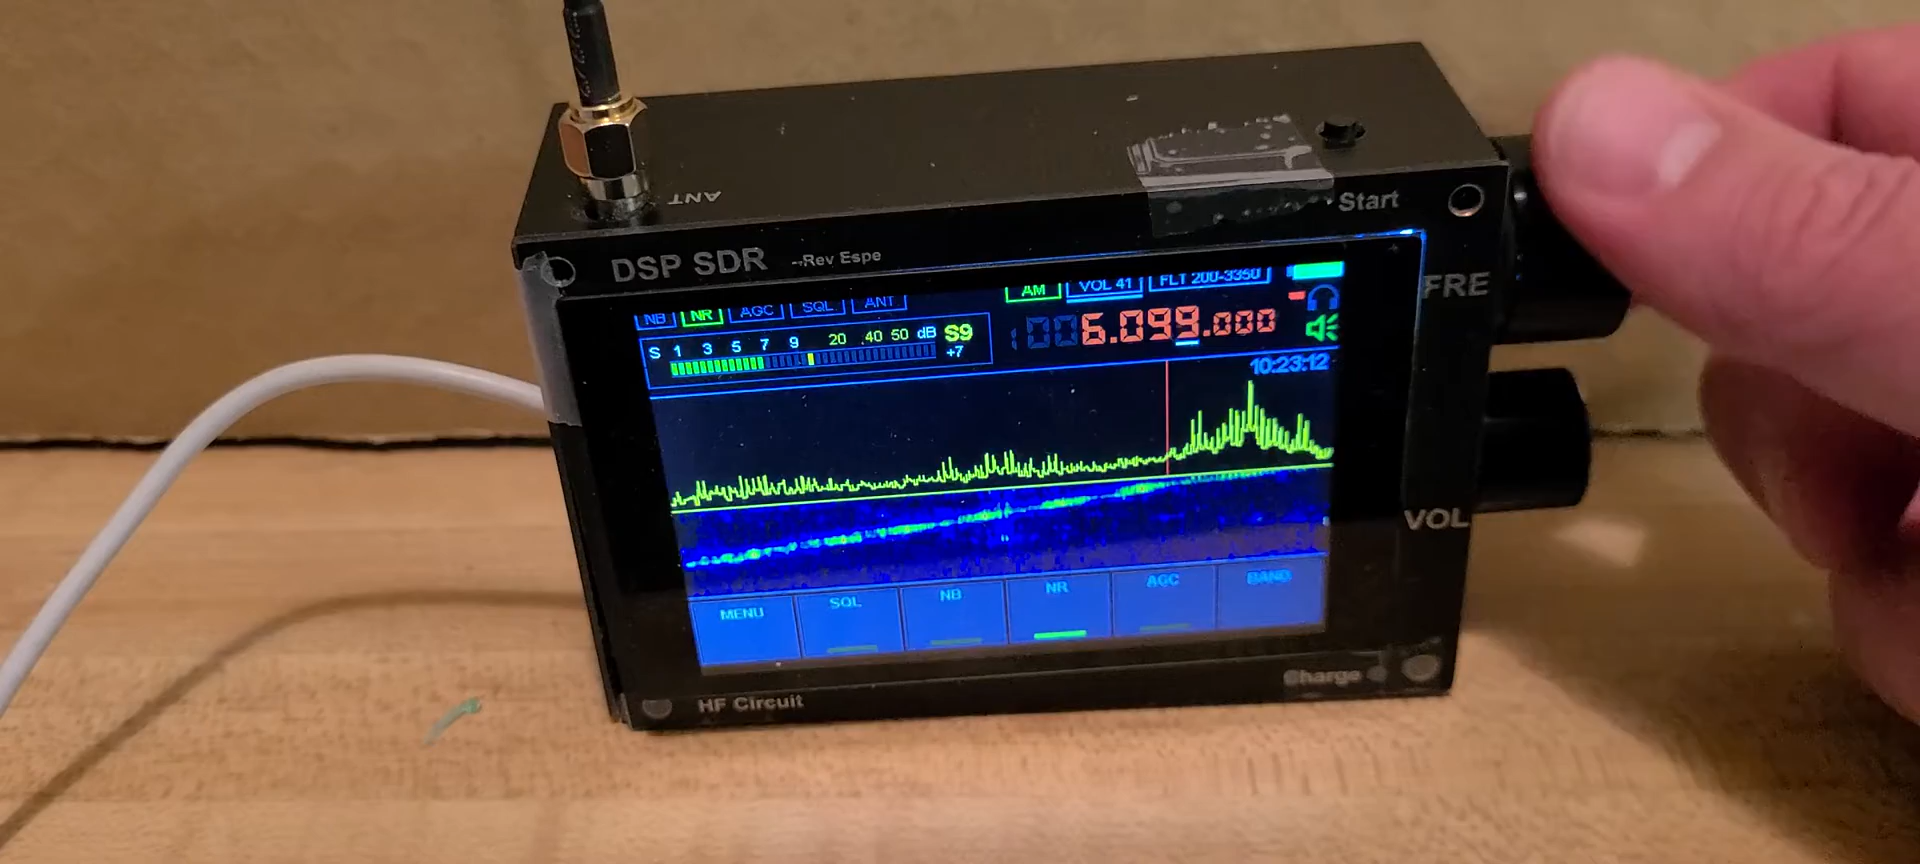 ANT
Start
DSP SDR --Rev Espe
FRE
NB NR AGC SQL ANT
AM VOL 41 FLT 200-3350
S 1 3 5 7 9 20 40 50 dB S9
+7
6.099.000
10:23:12
VOL
MENU SQL NB NR AGC BAND
HF Circuit
Charge